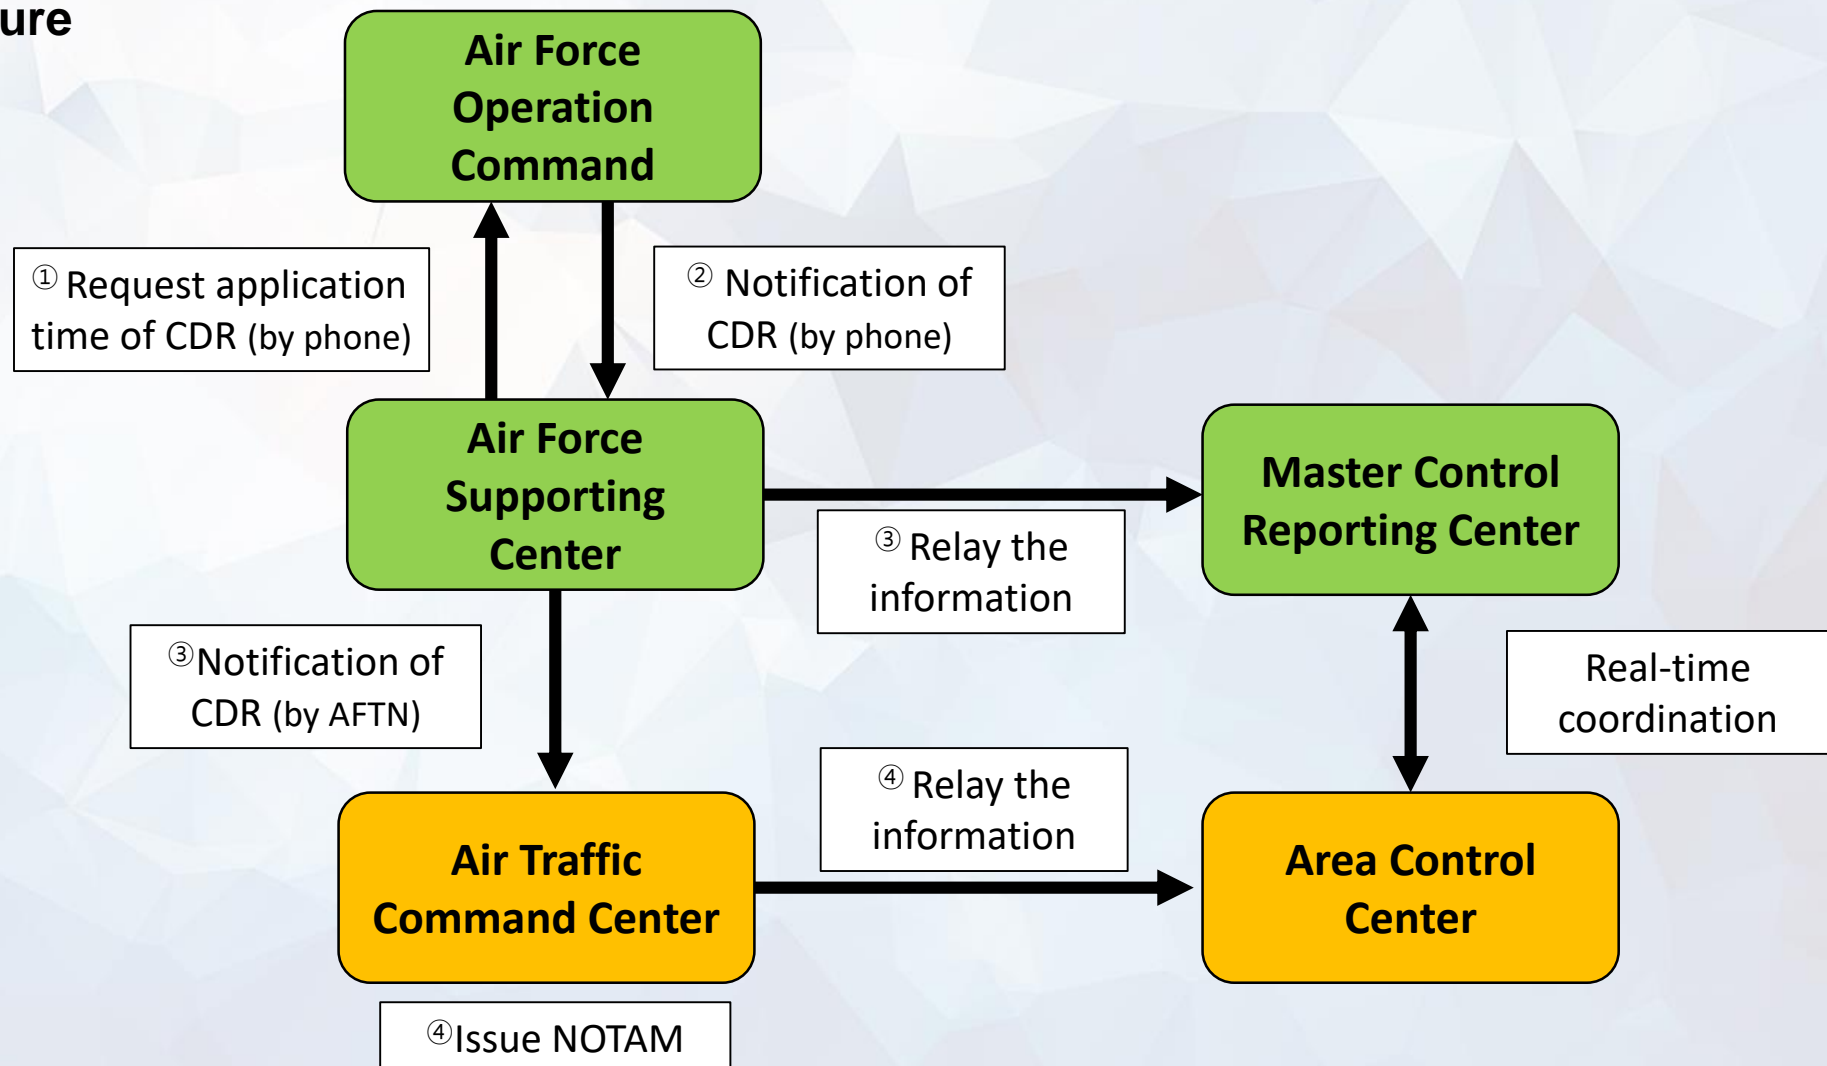 ure
Air Force
Operation
Command
① Request application
time of CDR (by phone)
② Notification of
CDR (by phone)
Air Force
Supporting
Center
Master Control
Reporting Center
③ Relay the
information
③Notification of
CDR (by AFTN)
Real-time
coordination
④ Relay the
information
Air Traffic
Command Center
Area Control
Center
④Issue NOTAM